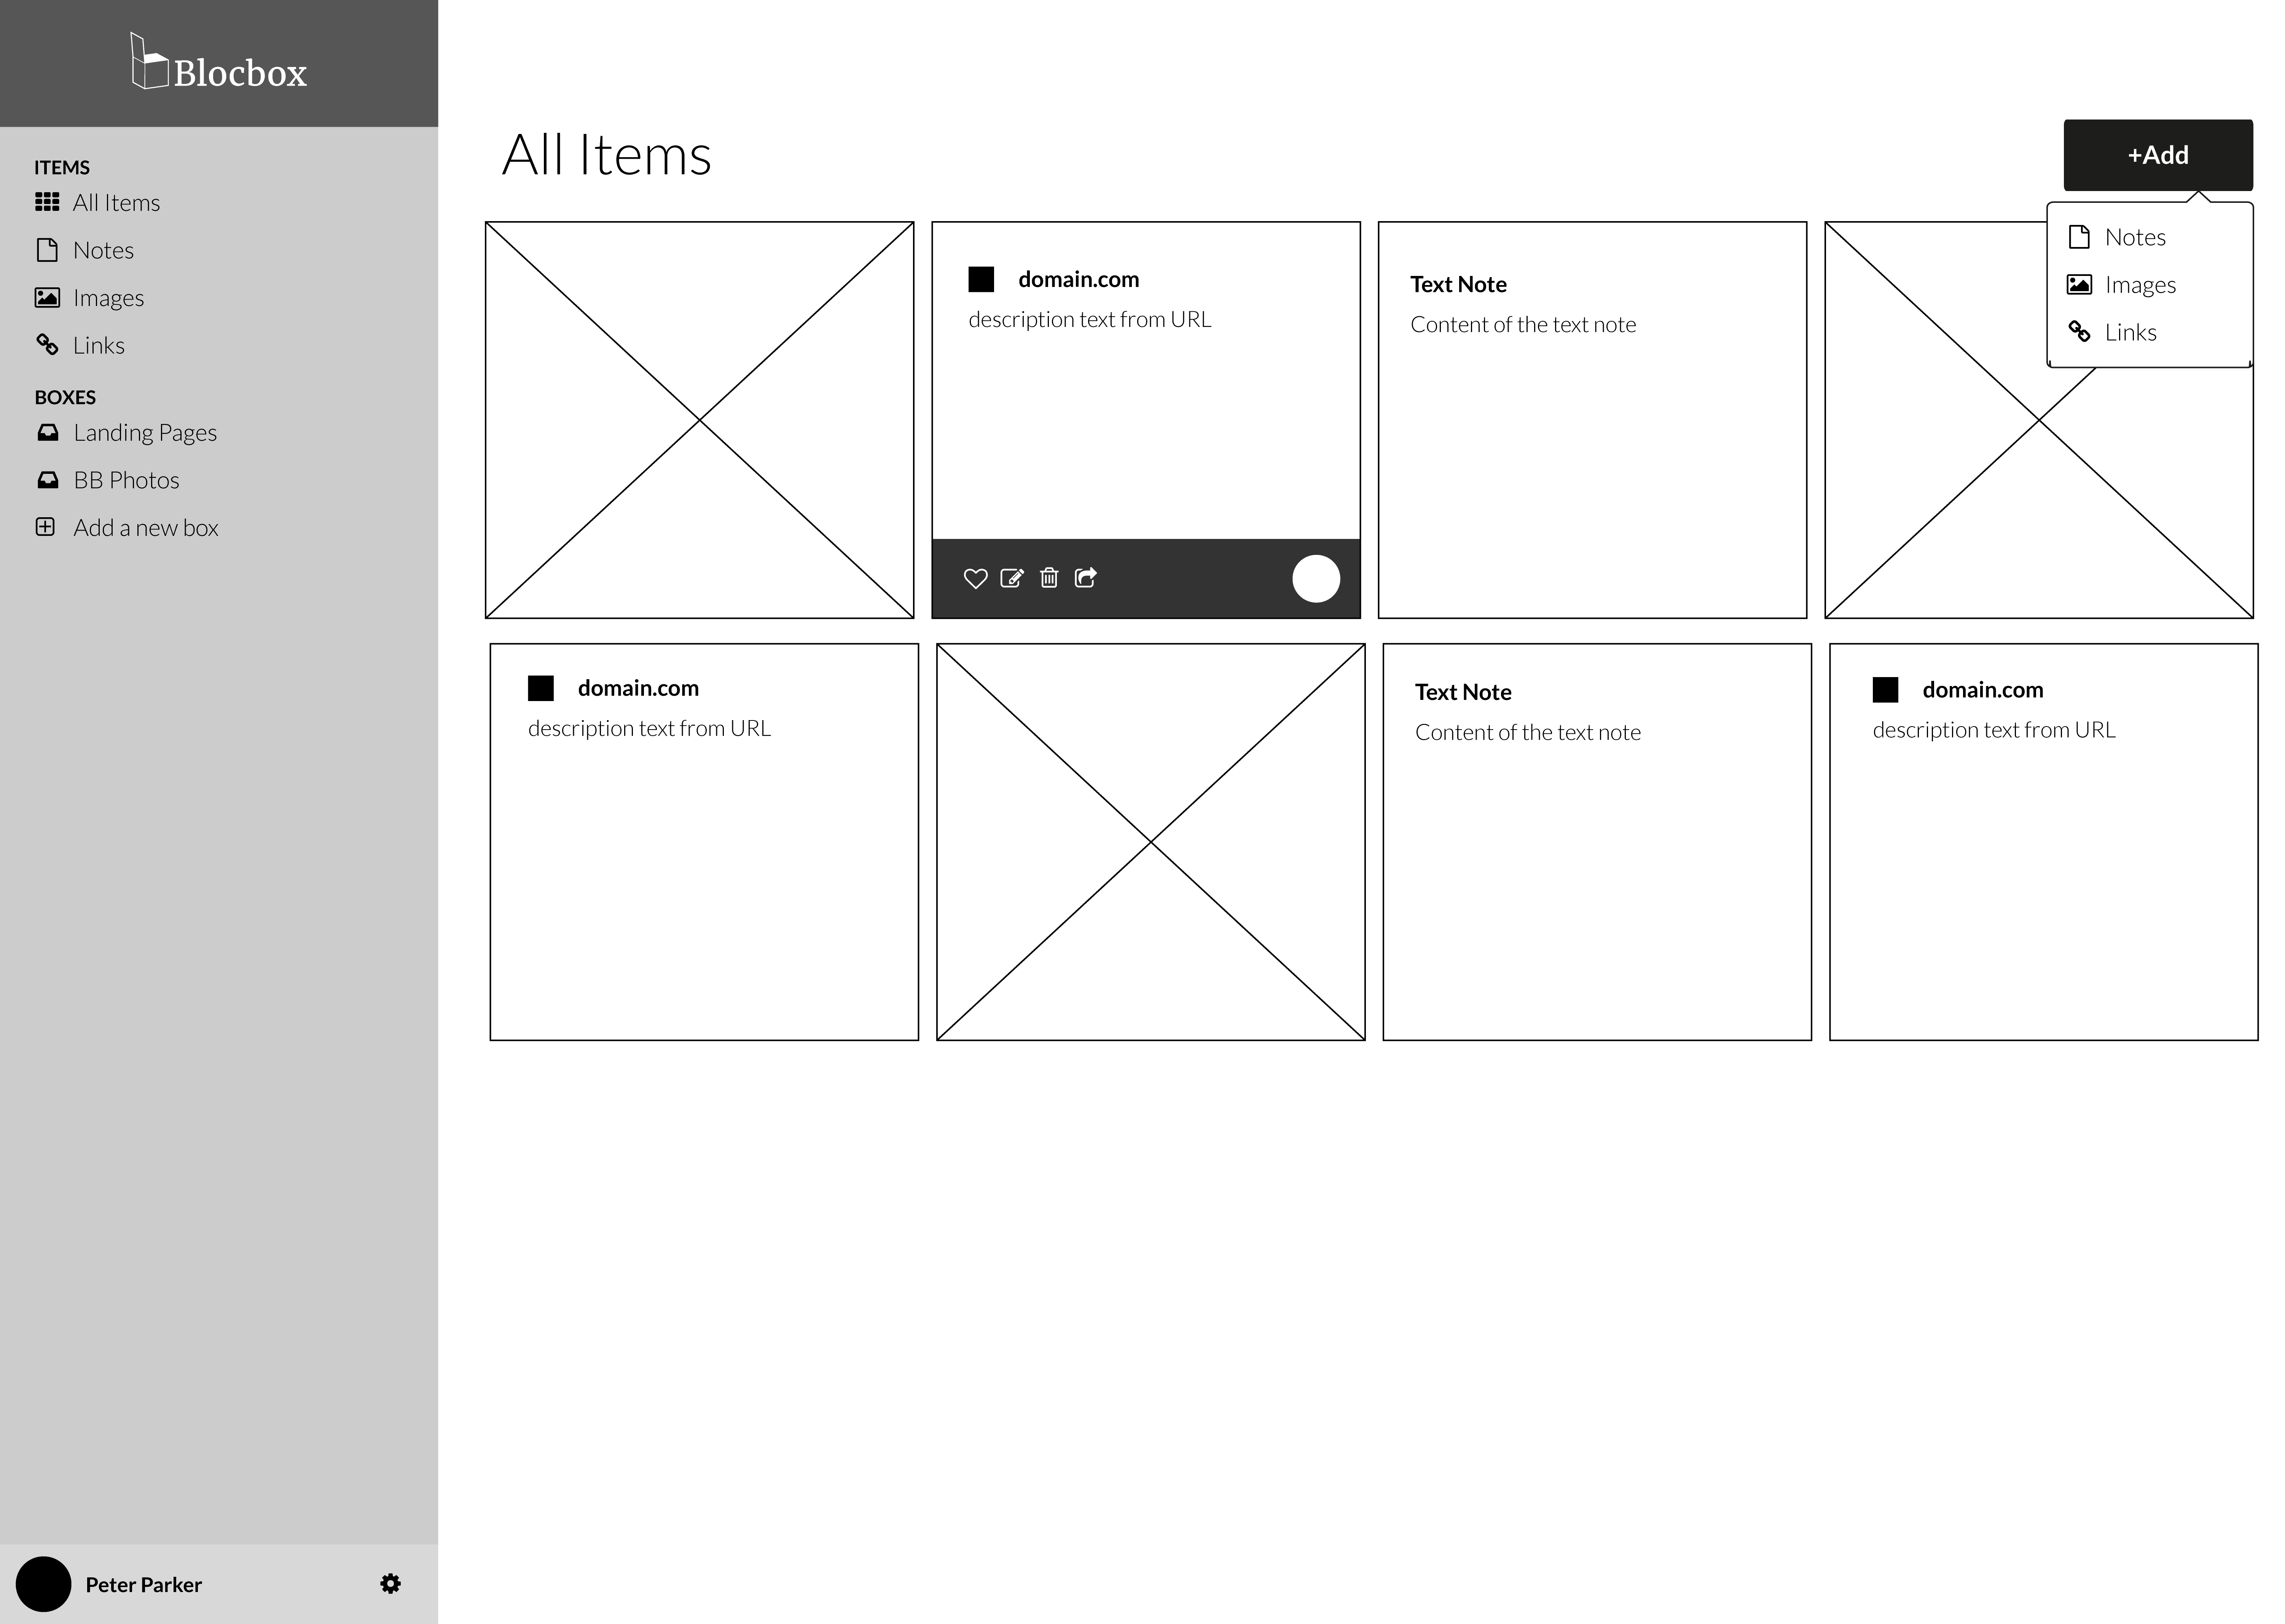 Blocbox
ITEMS
All Items
Notes
Images
Links
BOXES
Landing Pages
BB Photos
Add a new box
Peter Parker
All Items
+Add
Notes
Images
Links
domain.com
description text from URL
Text Note
Content of the text note
domain.com
description text from URL
Text Note
Content of the text note
domain.com
description text from URL